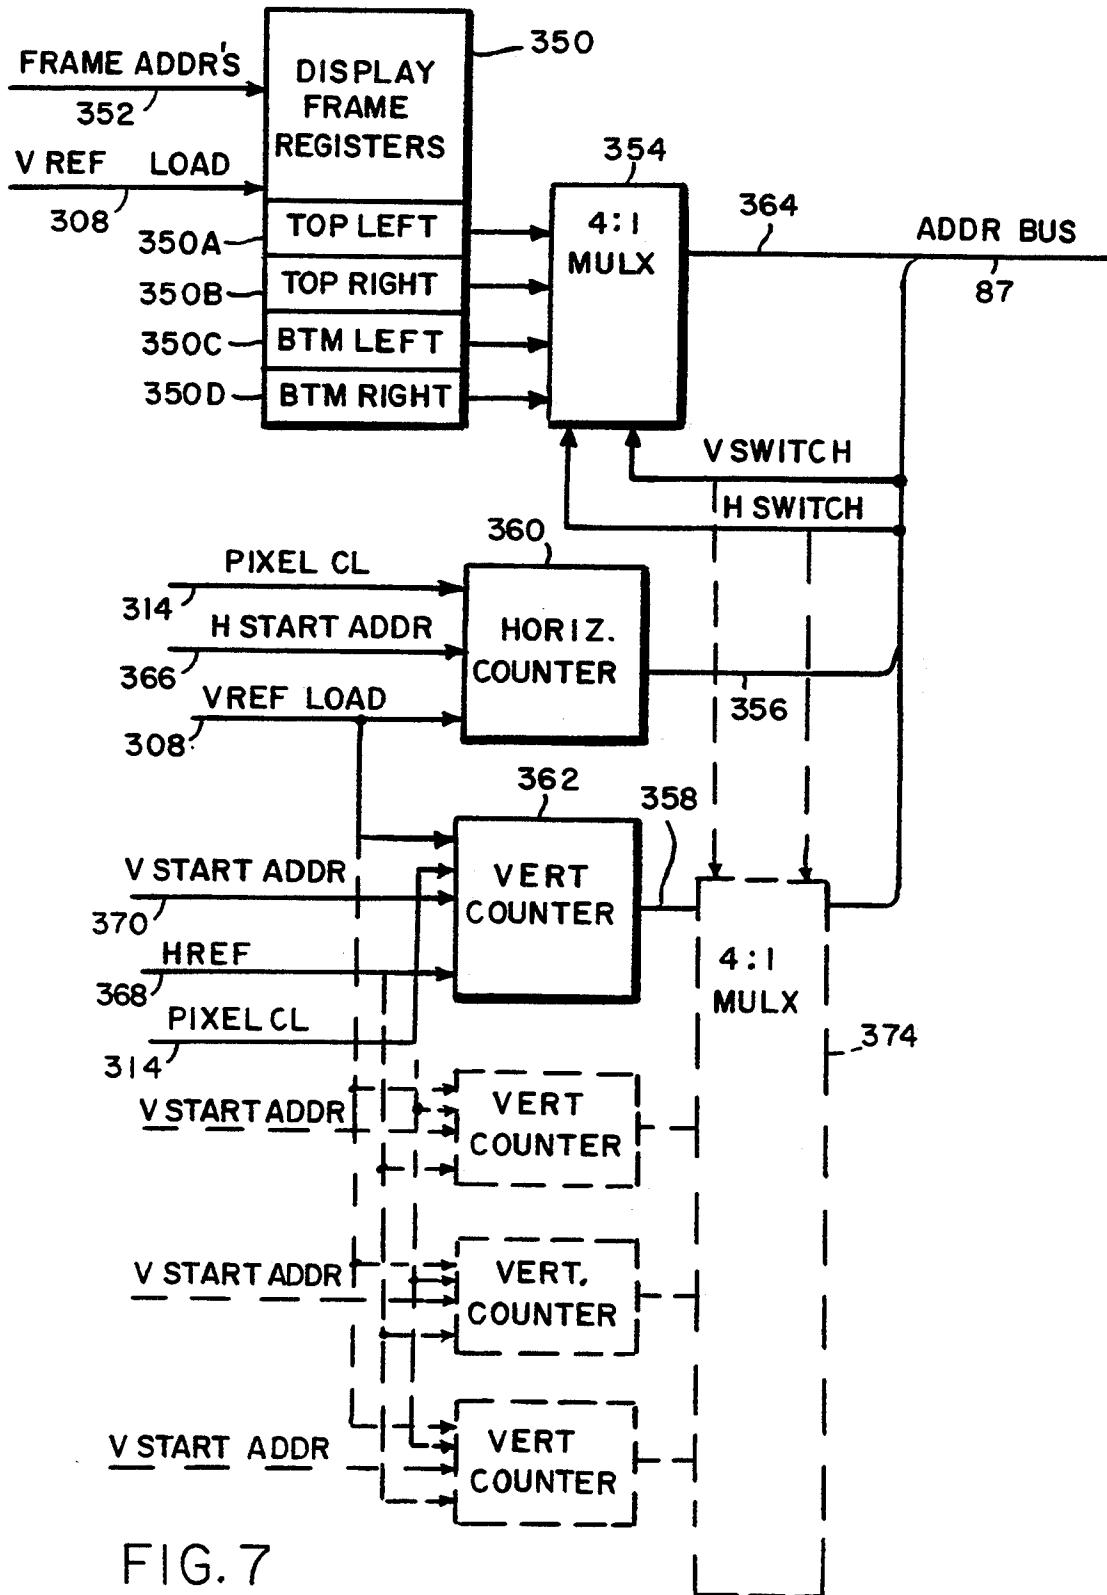 350
FRAME ADDR'S
352
DISPLAY
FRAME
REGISTERS
V REF LOAD
308
354
350A
TOP LEFT
4:1
MULX
364
ADDR BUS
87
350B
TOP RIGHT
350C
BTM LEFT
350D
BTM RIGHT
V SWITCH
H SWITCH
360
PIXEL CL
314
H START ADDR
366
HORIZ.
COUNTER
VREF LOAD
308
356
362
358
V START ADDR
370
VERT
COUNTER
HREF
368
4:1
MULX
PIXEL CL
314
374
V START ADDR
VERT
COUNTER
V START ADDR
VERT.
COUNTER
V START ADDR
VERT
COUNTER
FIG. 7